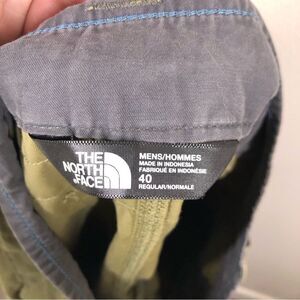 THE
NORTH
FACE
MENS/HOMMES
MADE IN INDONESIA
FABRIQUÉ EN INDONÉSIE
40
REGULAR/NORMALE